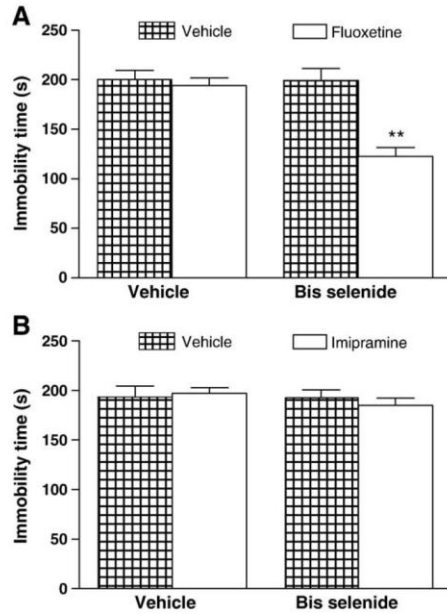 A
Vehicle Fluoxetine
250
200
150
100
50
0
Immobility time (s)
**
Vehicle Bis selenide
B
Vehicle Imipramine
250
200
150
100
50
0
Immobility time (s)
Vehicle Bis selenide